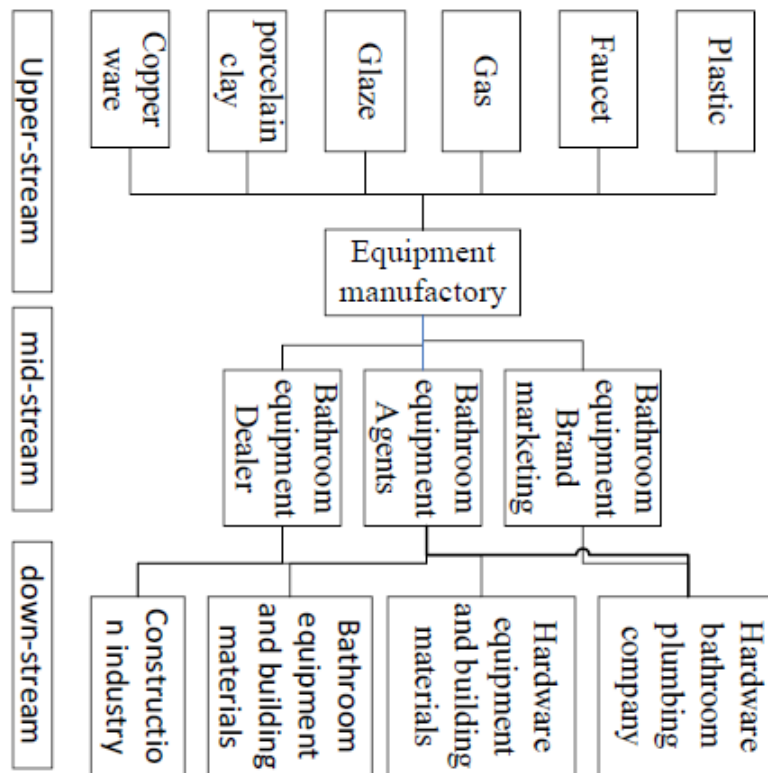 Upper-stream
Copper
ware
porcelain
clay
Glaze
Gas
Faucet
Plastic
Equipment
manufactory
mid-stream
Bathroom
equipment
Dealer
Bathroom
equipment
Agents
Bathroom
equipment
Brand
marketing
down-stream
Constructio
n industry
Bathroom
equipment
and building
materials
Hardware
equipment
and building
materials
Hardware
bathroom
plumbing
company